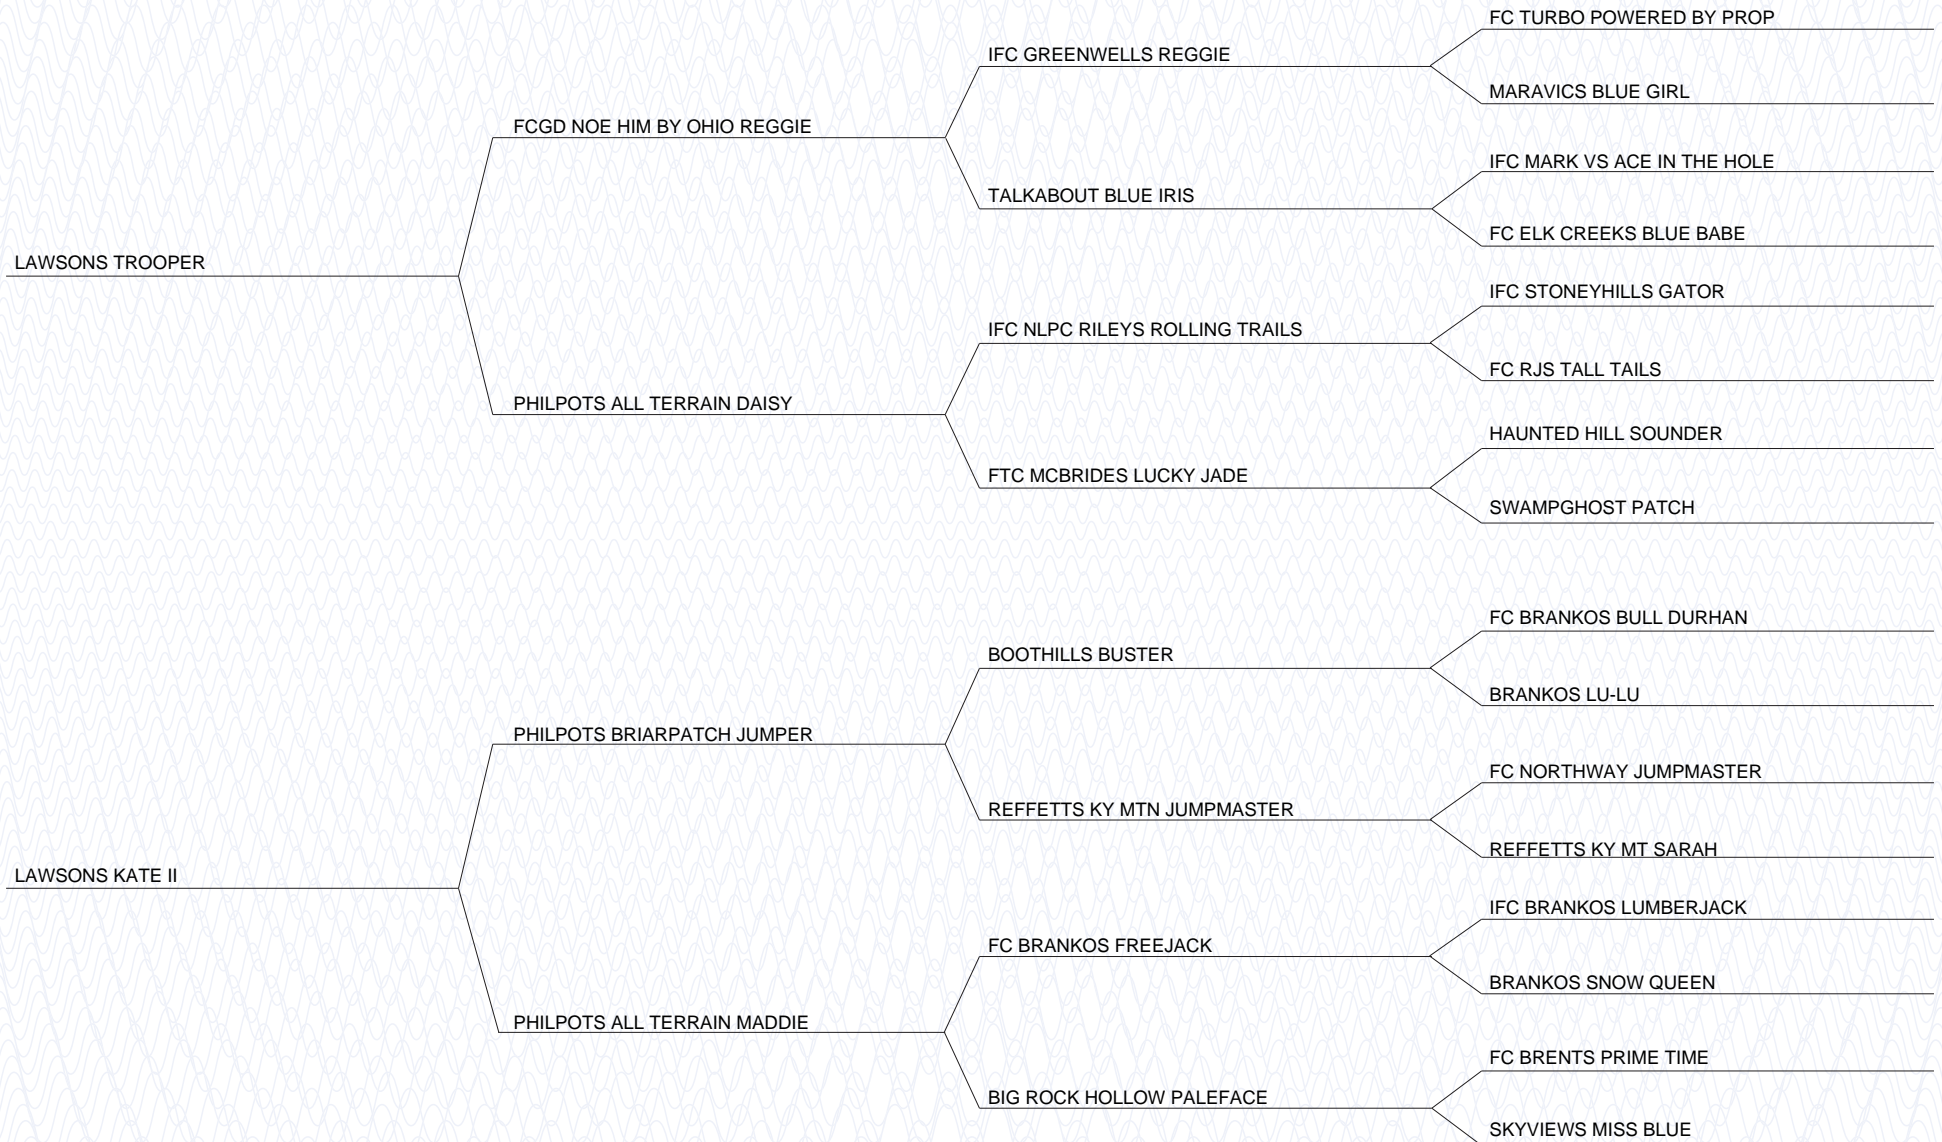 FC TURBO POWERED BY PROP
IFC GREENWELLS REGGIE
MARAVICS BLUE GIRL
FCGD NOE HIM BY OHIO REGGIE
IFC MARK VS ACE IN THE HOLE
TALKABOUT BLUE IRIS
FC ELK CREEKS BLUE BABE
LAWSONS TROOPER
IFC STONEYHILLS GATOR
IFC NLPC RILEYS ROLLING TRAILS
FC RJS TALL TAILS
PHILPOTS ALL TERRAIN DAISY
HAUNTED HILL SOUNDER
FTC MCBRIDES LUCKY JADE
SWAMPGHOST PATCH
FC BRANKOS BULL DURHAN
BOOTHILLS BUSTER
BRANKOS LU-LU
PHILPOTS BRIARPATCH JUMPER
FC NORTHWAY JUMPMASTER
REFFETTS KY MTN JUMPMASTER
REFFETTS KY MT SARAH
LAWSONS KATE II
IFC BRANKOS LUMBERJACK
FC BRANKOS FREEJACK
BRANKOS SNOW QUEEN
PHILPOTS ALL TERRAIN MADDIE
FC BRENTS PRIME TIME
BIG ROCK HOLLOW PALEFACE
SKYVIEWS MISS BLUE